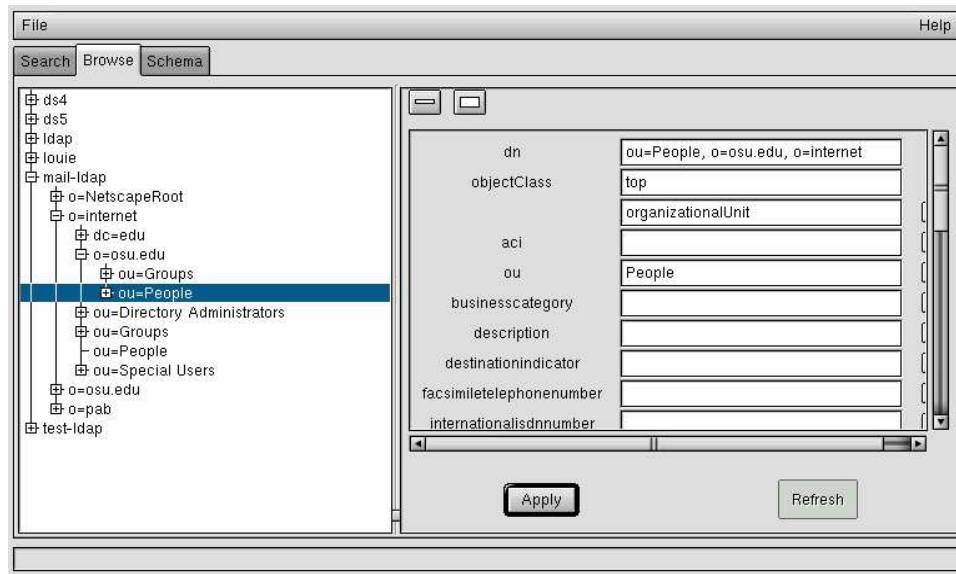 File Help
Search Browse Schema
ds4
ds5
ldap
louie
mail-ldap
o=NetscapeRoot
o=internet
dc=edu
o=osu.edu
ou=Groups
ou=People
ou=Directory Administrators
ou=Groups
ou=People
ou=Special Users
o=osu.edu
o=pab
test-ldap
dn ou=People, o=osu.edu, o=internet
objectClass top
organizationalUnit
aci
ou People
businesscategory
description
destinationindicator
facsimiletelephonenumber
internationalisdnnumber
Apply Refresh